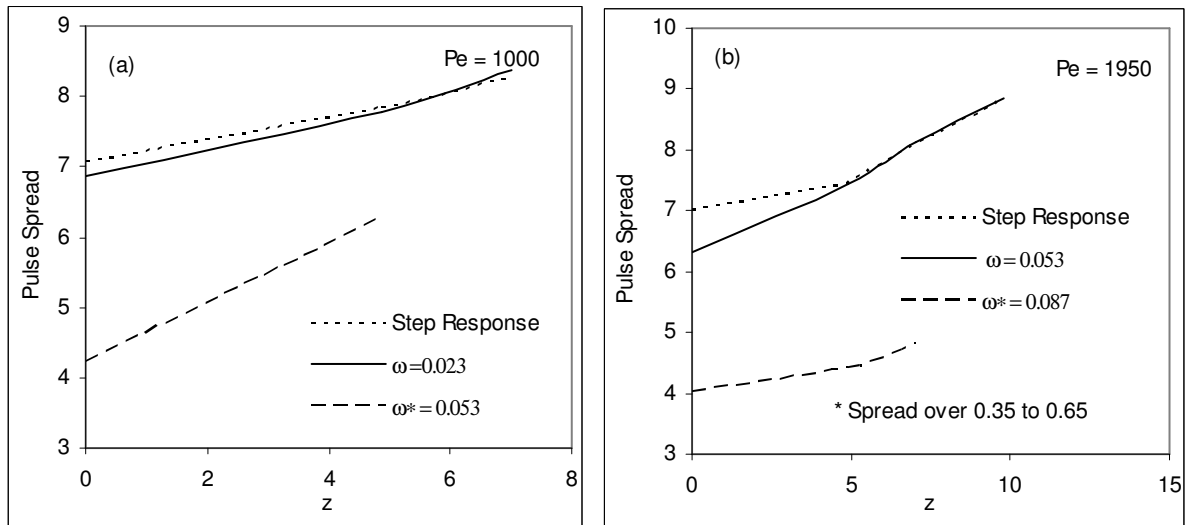 (a)
Pe = 1000
9
8
7
6
5
4
3
Pulse Spread
0 2 4 6 8
z
Step Response
ω=0.023
ω*=0.053
(b)
Pe = 1950
10
9
8
7
6
5
4
3
Pulse Spread
0 5 10 15
z
Step Response
ω=0.053
ω*=0.087
* Spread over 0.35 to 0.65